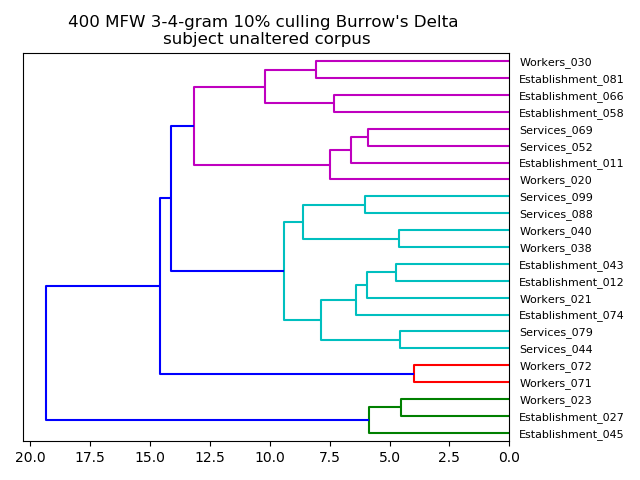 400 MFW 3-4-gram 10% culling Burrow's Delta
subject unaltered corpus
Workers_030
Establishment_081
Establishment_066
Establishment_058
Services_069
Services_052
Establishment_011
Workers_020
Services_099
Services_088
Workers_040
Workers_038
Establishment_043
Establishment_012
Workers_021
Establishment_074
Services_079
Services_044
Workers_072
Workers_071
Workers_023
Establishment_027
Establishment_045
20.0 17.5 15.0 12.5 10.0 7.5 5.0 2.5 0.0